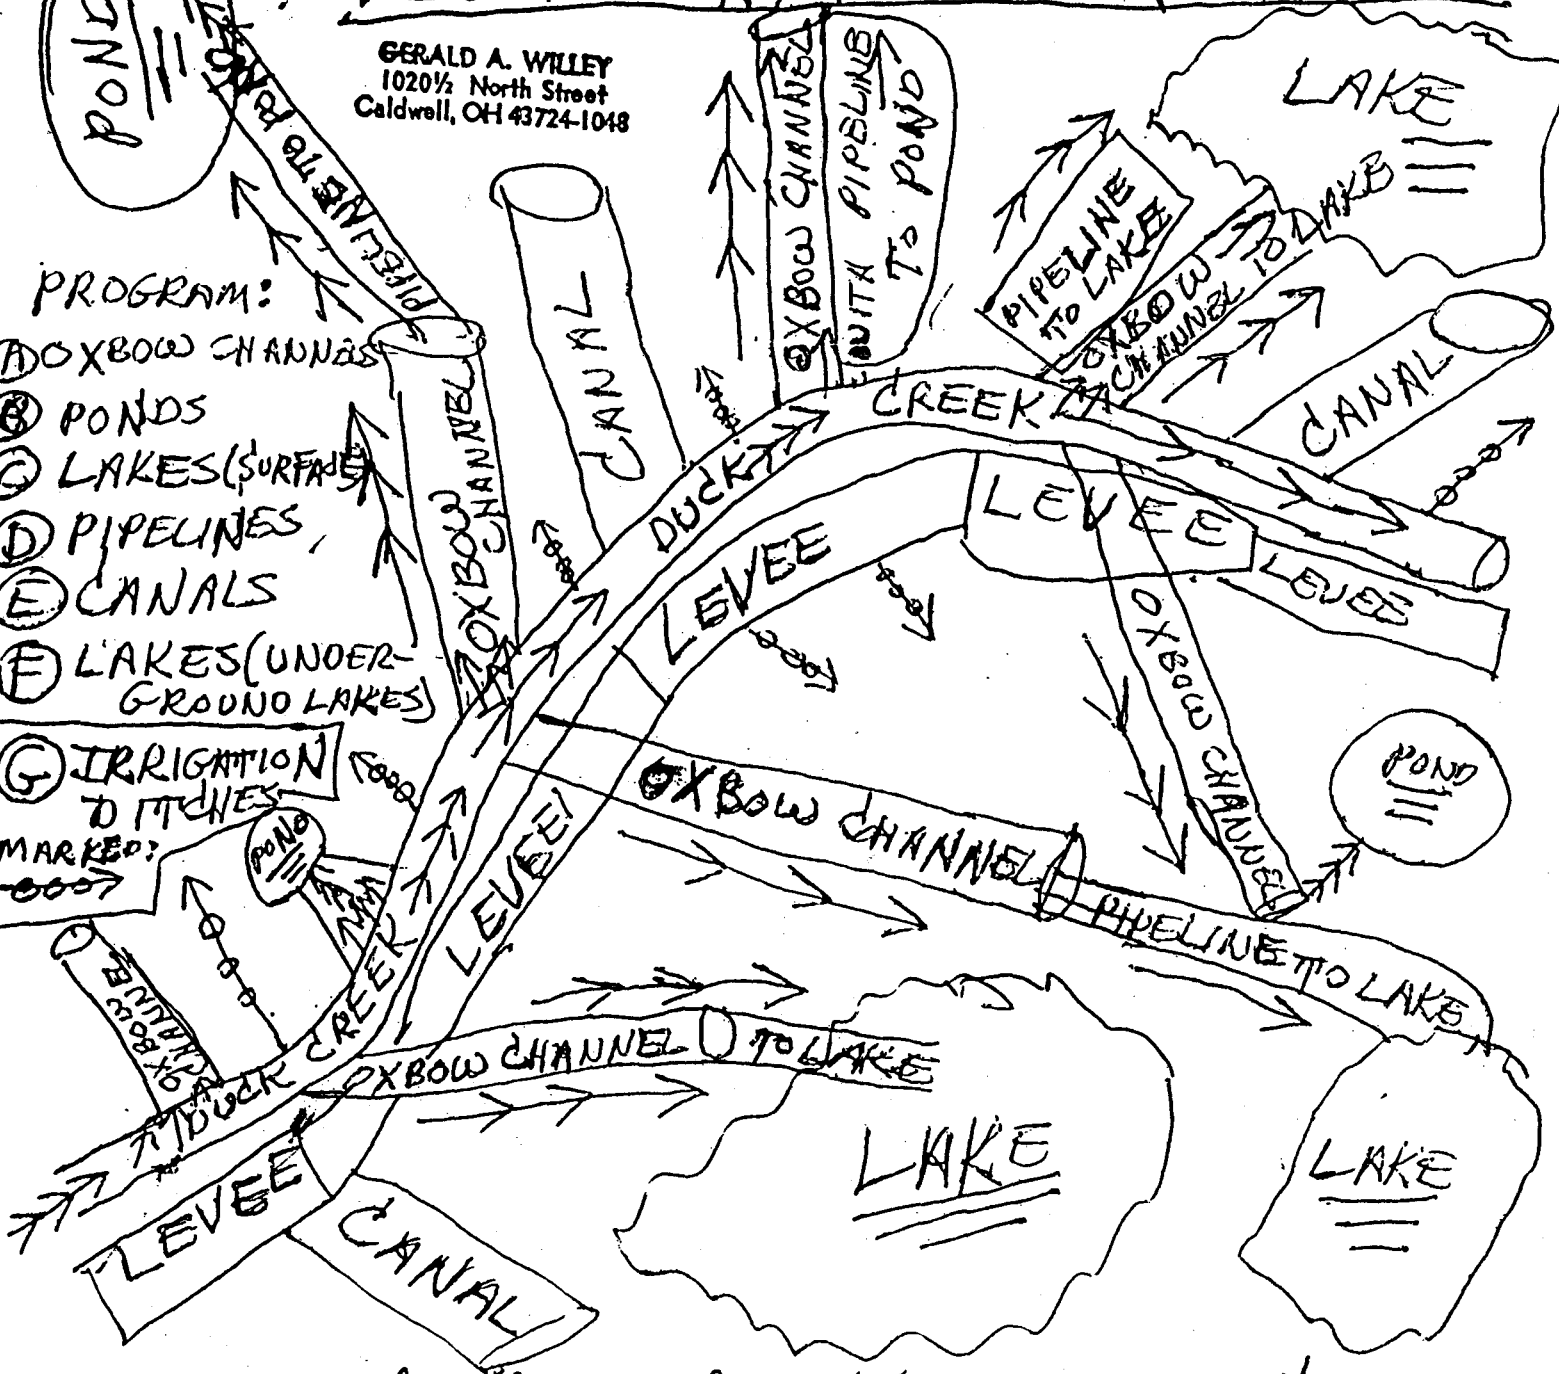 POND
PIPELINE TO POND
GERALD A. WILLEY
1020½ North Street
Caldwell, OH 43724-1048
OXBOW CHANNEL
WITH PIPELINE
TO POND
LAKE
PIPELINE
TO LAKE
OXBOW
CHANNEL TO LAKE
CANAL
CANAL
PROGRAM:
A OXBOW CHANNELS
B PONDS
C LAKES (SURFACE)
D PIPELINES
E CANALS
F LAKES (UNDER-
GROUND LAKES)
G IRRIGATION
DITCHES
MARKED:
OXBOW
CHANNEL
DUCK CREEK
LEVEE
LEVEE
LEVEE
OXBOW CHANNEL
POND
OXBOW CHANNEL
PIPELINE TO LAKE
LEVEE
POND
OXBOW
CHANNEL
DUCK CREEK
OXBOW CHANNEL TO LAKE
LAKE
LAKE
LEVEE
CANAL